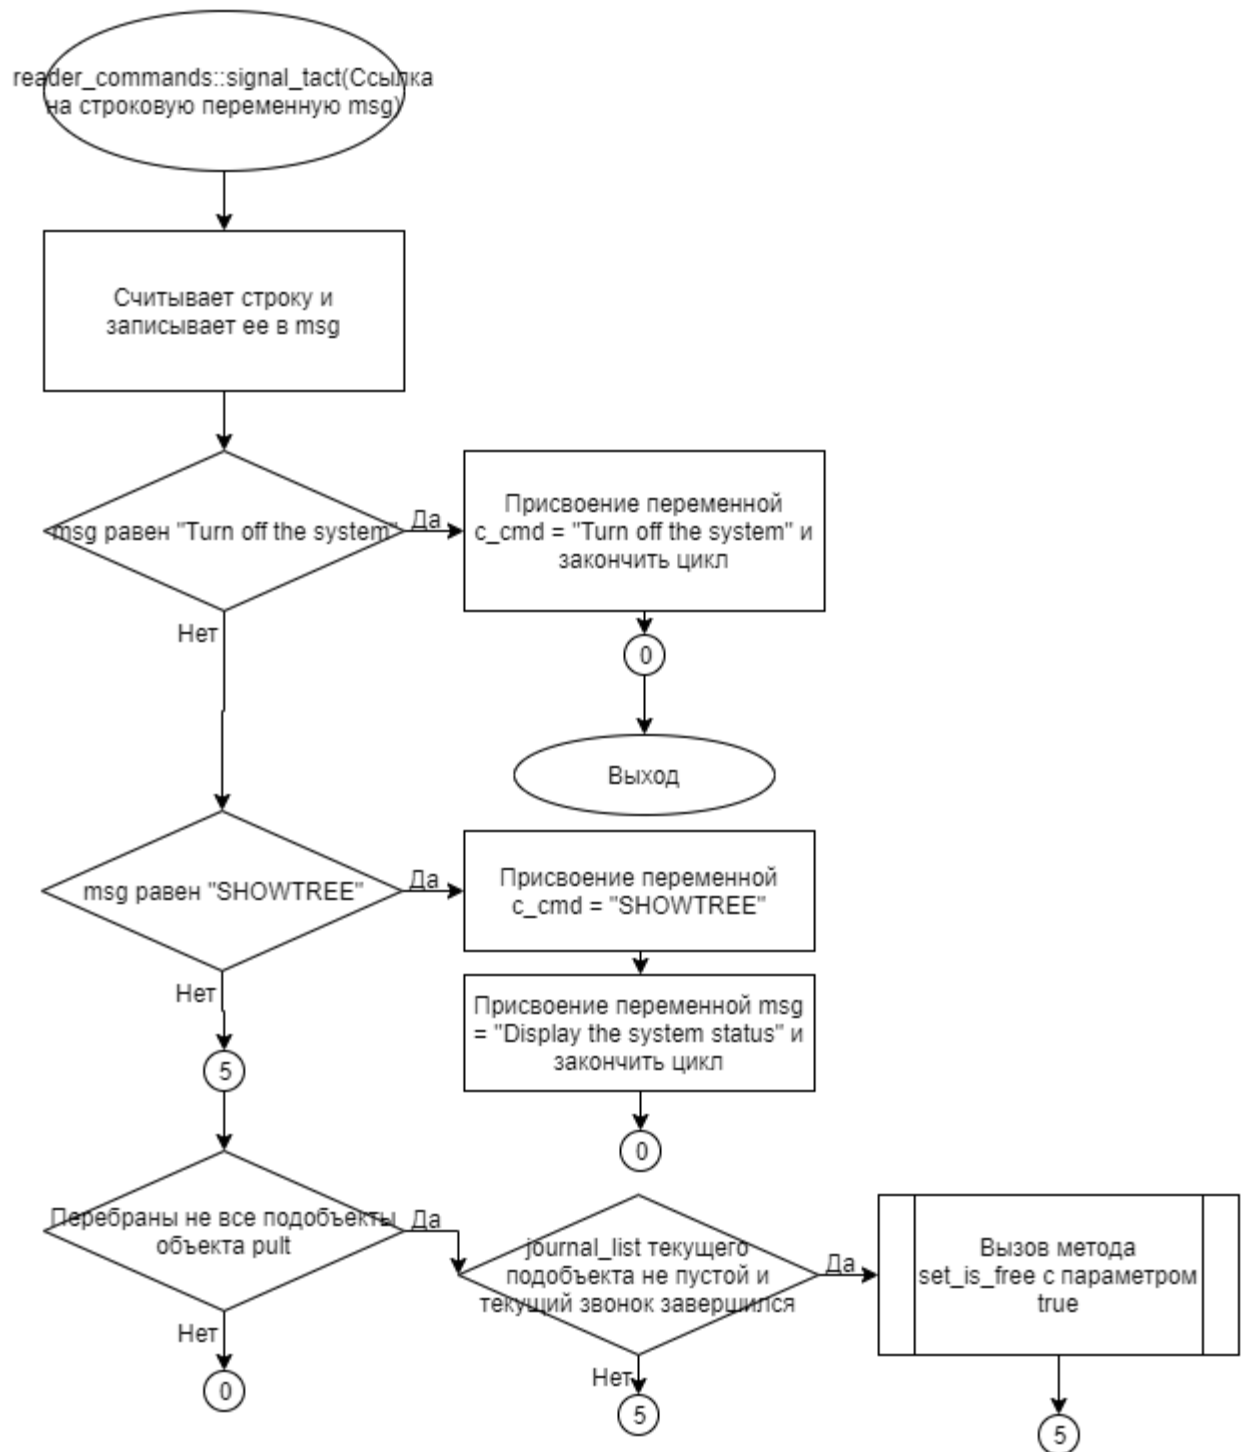 reader_commands::signal_tact(Ссылка
на строковую переменную msg)
Считывает строку и
записывает ее в msg
msg равен "Turn off the system"
Да
Присвоение переменной
c_cmd = "Turn off the system" и
закончить цикл
Нет
0
Выход
msg равен "SHOWTREE"
Да
Присвоение переменной
c_cmd = "SHOWTREE"
Нет
Присвоение переменной msg
= "Display the system status" и
закончить цикл
5
0
Перебраны не все подобъекты
объекта pult
Да
journal_list текущего
подобъекта не пустой и
текущий звонок завершился
Да
Вызов метода
set_is_free с параметром
true
Нет
0
Нет
5
5